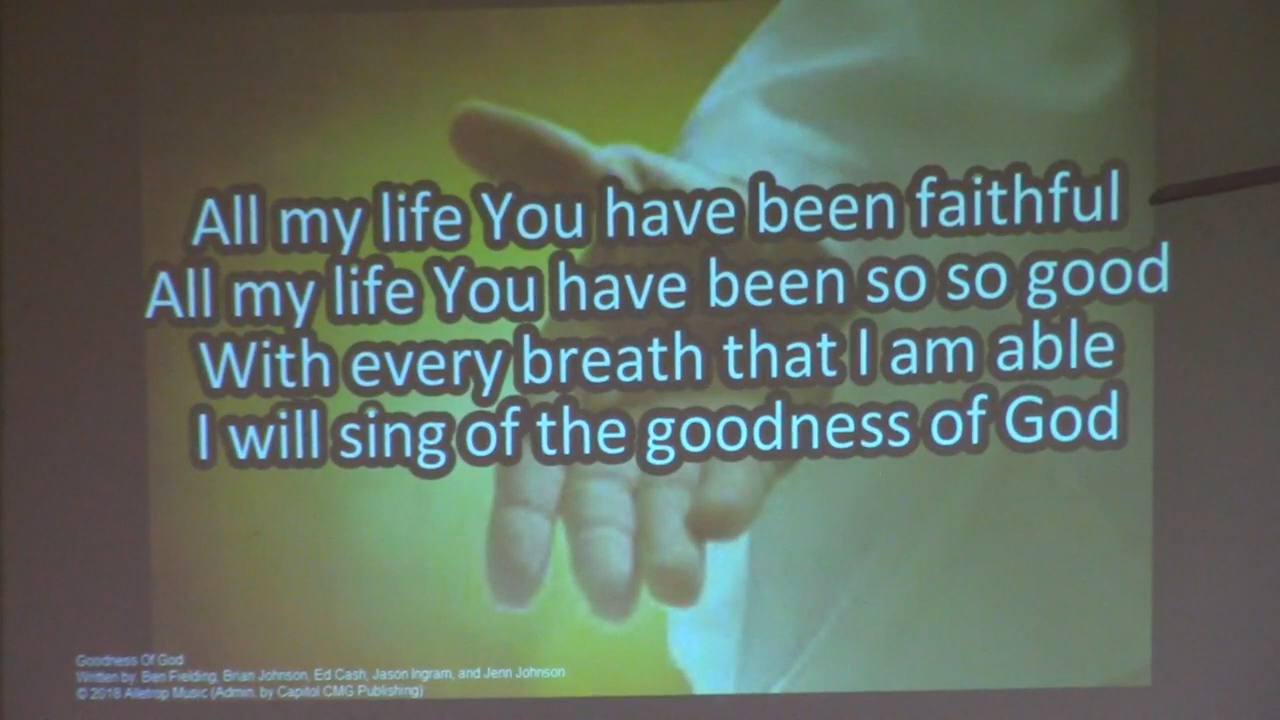 All my life You have been faithful
All my life You have been so so good
With every breath that I am able
I will sing of the goodness of God
Goodness Of God
Written by: Ben Fielding, Brian Johnson, Ed Cash, Jason Ingram, and Jenn Johnson
© 2018 Alletrop Music (Admin. by Capitol CMG Publishing)